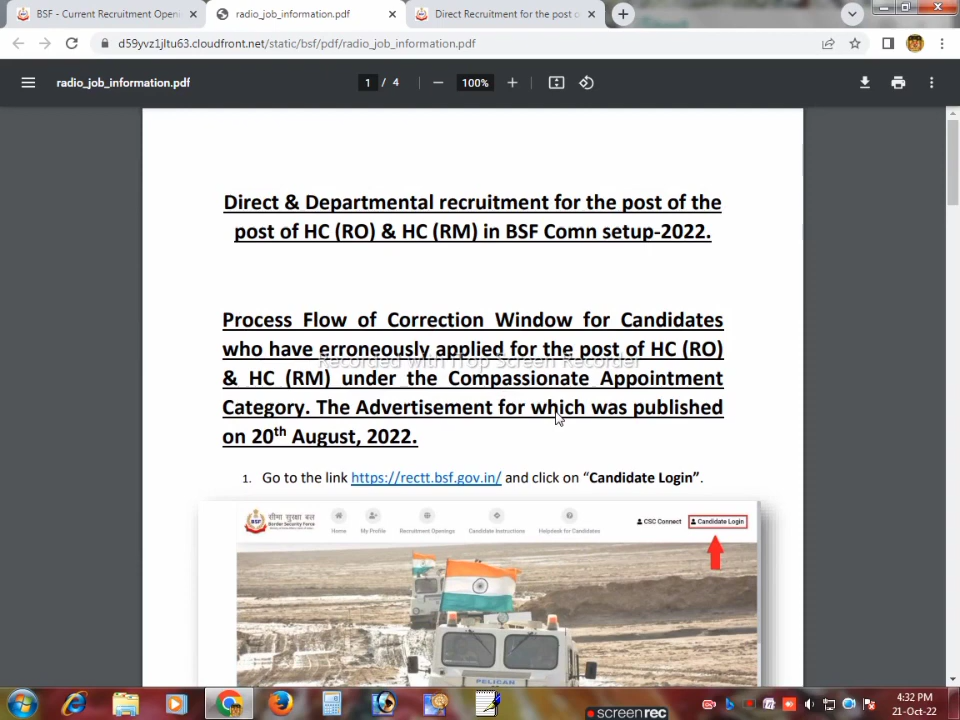 BSF - Current Recruitment Openi
radio_job_information.pdf
Direct Recruitment for the post o
d59yvz1jltu63.cloudfront.net/static/bsf/pdf/radio_job_information.pdf
radio_job_information.pdf
1 / 4
100%
Direct & Departmental recruitment for the post of the
post of HC (RO) & HC (RM) in BSF Comn setup-2022.
Process Flow of Correction Window for Candidates
who have erroneously applied for the post of HC (RO)
Recorded with iTop Screen Recorder
& HC (RM) under the Compassionate Appointment
Category. The Advertisement for which was published
on 20th August, 2022.
1. Go to the link https://rectt.bsf.gov.in/ and click on “Candidate Login”.
BSF
सीमा सुरक्षा बल
Border Security Force
Home
My Profile
Recruitment Openings
Candidate Instructions
Helpdesk for Candidates
CSC Connect
Candidate Login
PELICAN
screenrec
4:32 PM
21-Oct-22